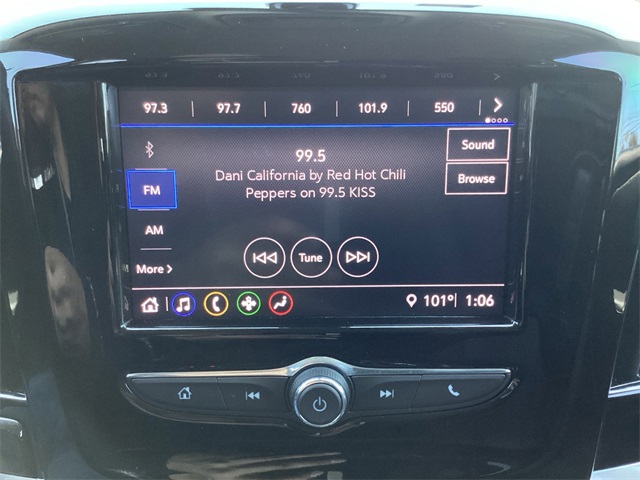 97.3 97.7 760 101.9 550
99.5
Sound
Dani California by Red Hot Chili
Peppers on 99.5 KISS
Browse
FM
AM
Tune
More
101° 1:06